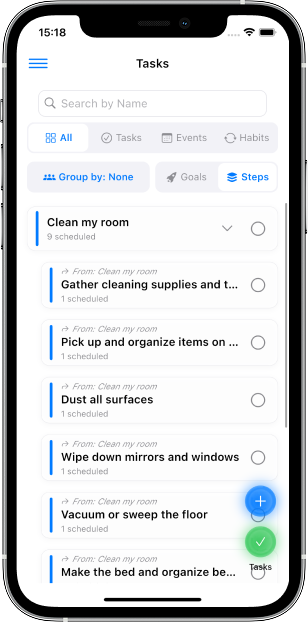 15:18
Tasks
Search by Name
All
Tasks
Events
Habits
Group by: None
Goals
Steps
Clean my room
9 scheduled
From: Clean my room
Gather cleaning supplies and t...
1 scheduled
From: Clean my room
Pick up and organize items on ...
1 scheduled
From: Clean my room
Dust all surfaces
1 scheduled
From: Clean my room
Wipe down mirrors and windows
1 scheduled
From: Clean my room
Vacuum or sweep the floor
1 scheduled
From: Clean my room
Make the bed and organize be...
Tasks